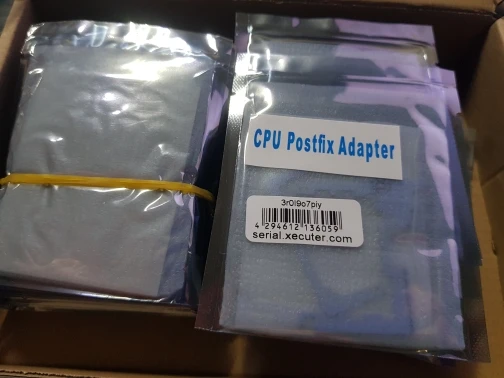 CPU Postfix Adapter
3r0l9o7piy
4 294612 136059
serial.xecuter.com